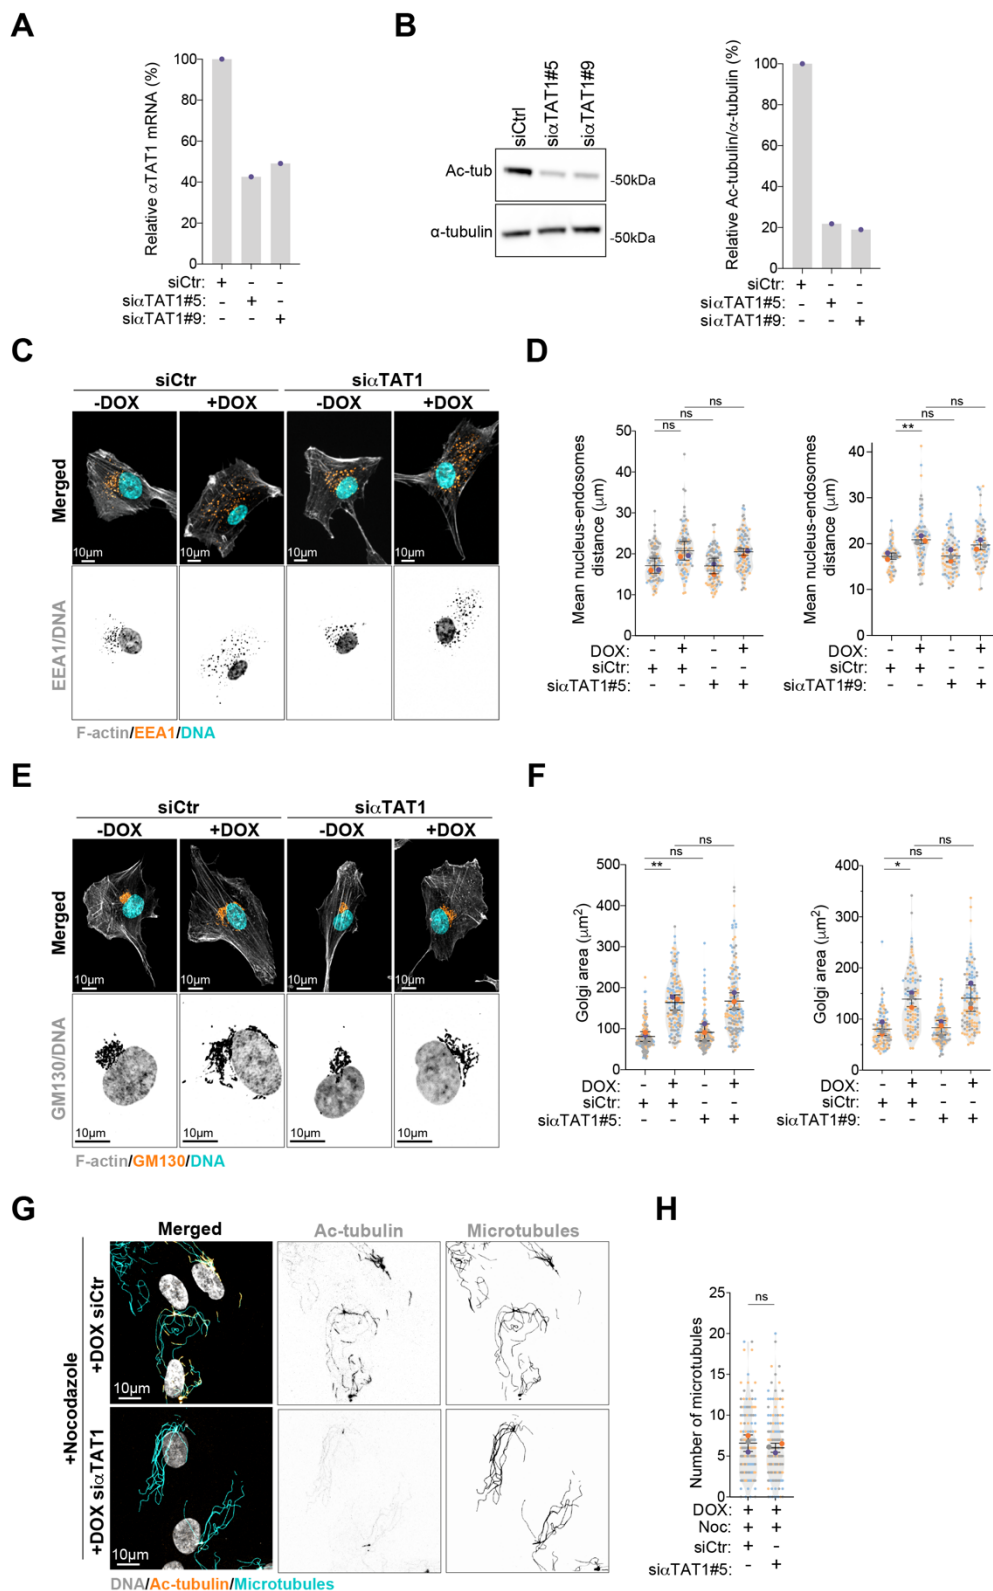 A
Relative αTAT1 mRNA (%)
100
80
60
40
20
0
siCtr: + - -
siαTAT1#5: - + -
siαTAT1#9: - - +
B
siCtrl
siαTAT1#5
siαTAT1#9
Ac-tub
-50kDa
α-tubulin
-50kDa
Relative Ac-tubulin/α-tubulin (%)
100
80
60
40
20
0
siCtr: + - -
siαTAT1#5: - + -
siαTAT1#9: - - +
C
siCtr
siαTAT1
-DOX
+DOX
-DOX
+DOX
Merged
10µm
10µm
10µm
10µm
EEA1/DNA
F-actin/EEA1/DNA
D
Mean nucleus-endosomes
distance (µm)
50
40
30
20
10
0
ns
ns
ns
DOX: - + - +
siCtr: + + - -
siαTAT1#5: - - + +
Mean nucleus-endosomes
distance (µm)
40
30
20
10
0
ns
ns
**
DOX: - + - +
siCtr: + + - -
siαTAT1#9: - - + +
E
siCtr
siαTAT1
-DOX
+DOX
-DOX
+DOX
Merged
10µm
10µm
10µm
10µm
GM130/DNA
10µm
10µm
10µm
10µm
F-actin/GM130/DNA
F
Golgi area (µm²)
500
400
300
200
100
0
ns
ns
**
DOX: - + - +
siCtr: + + - -
siαTAT1#5: - - + +
Golgi area (µm²)
400
350
300
250
200
150
100
50
0
ns
ns
*
DOX: - + - +
siCtr: + + - -
siαTAT1#9: - - + +
G
Merged
Ac-tubulin
Microtubules
+Nocodazole
+DOX siCtr
10µm
+DOX siαTAT1
10µm
DNA/Ac-tubulin/Microtubules
H
Number of microtubules
25
20
15
10
5
0
ns
DOX: + +
Noc: + +
siCtr: + -
siαTAT1#5: - +